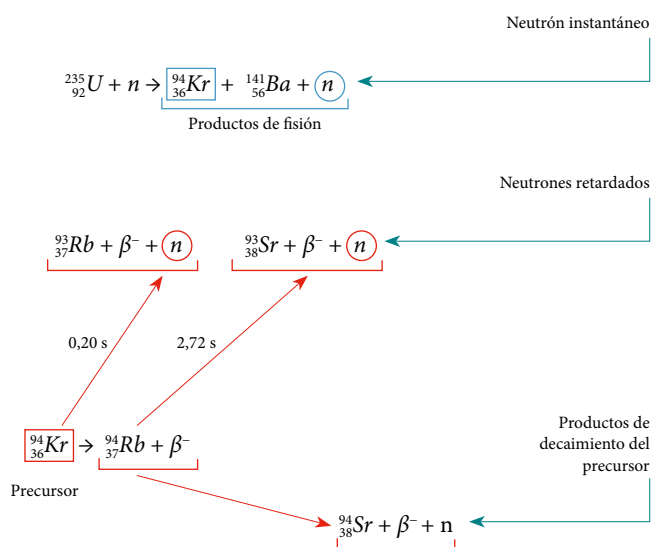 Neutrón instantáneo
²³⁵₉₂U + n → ⁹⁴₃₆Kr + ¹⁴¹₅₆Ba + n
Productos de fisión
Neutrones retardados
⁹³₃₇Rb + β⁻ + n ⁹³₃₈Sr + β⁻ + n
0,20 s 2,72 s
⁹⁴₃₆Kr → ⁹⁴₃₇Rb + β⁻
Precursor
Productos de
decaimiento del
precursor
⁹⁴₃₈Sr + β⁻ + n